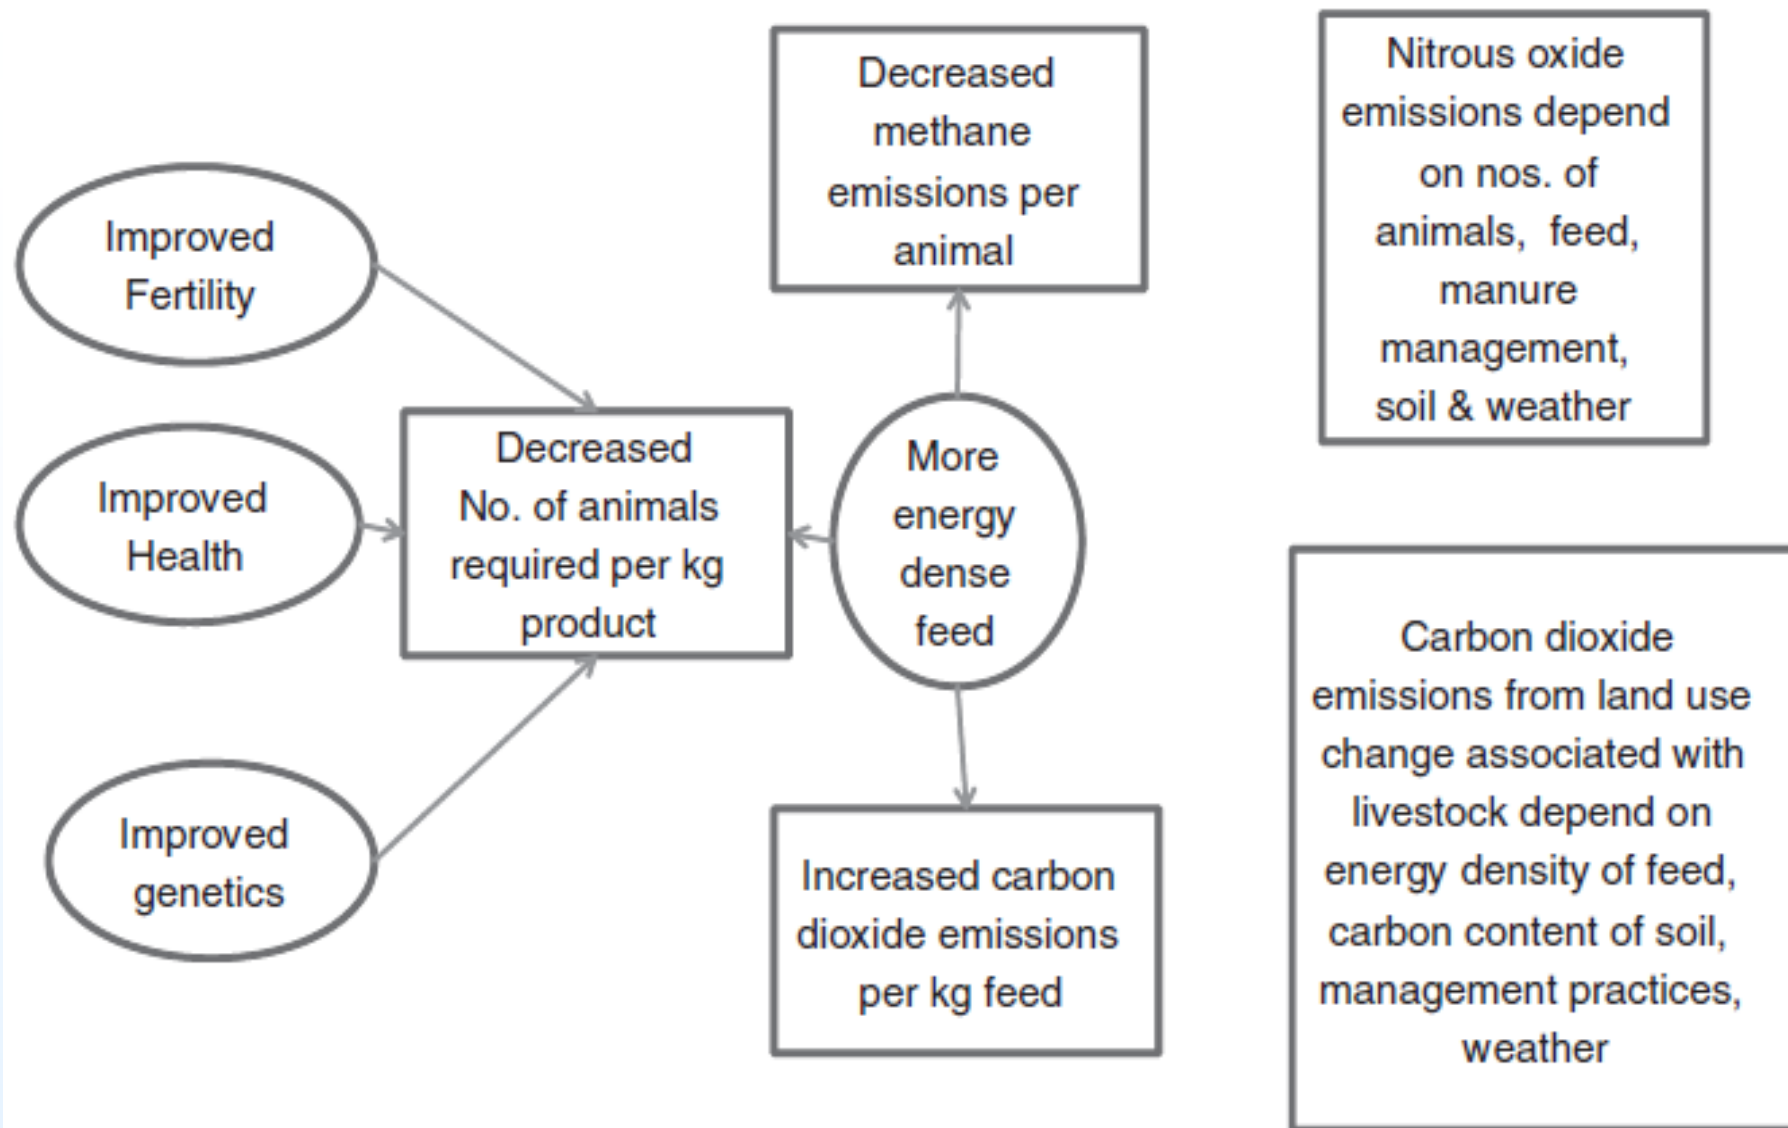 Improved
Fertility
Improved
Health
Improved
genetics
Decreased
No. of animals
required per kg
product
Decreased
methane
emissions per
animal
More
energy
dense
feed
Increased carbon
dioxide emissions
per kg feed
Nitrous oxide
emissions depend
on nos. of
animals, feed,
manure
management,
soil & weather
Carbon dioxide
emissions from land use
change associated with
livestock depend on
energy density of feed,
carbon content of soil,
management practices,
weather